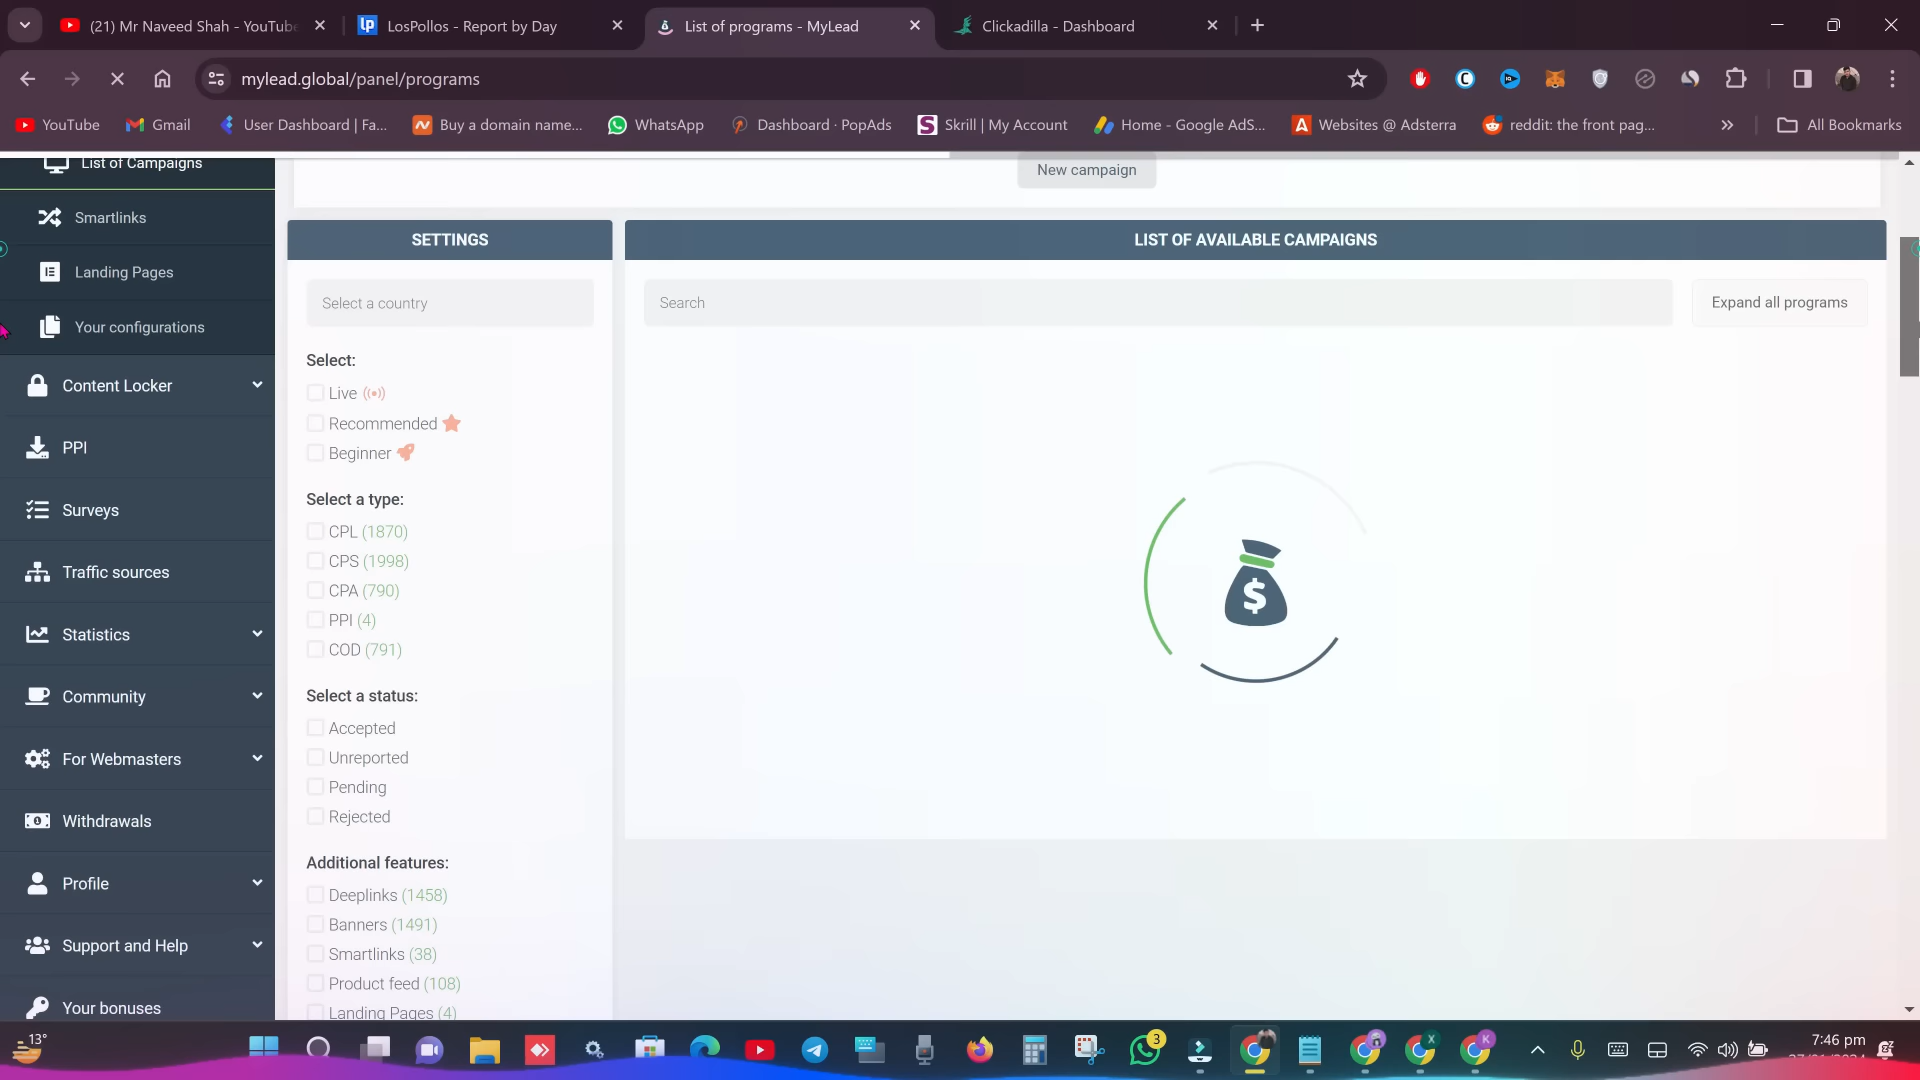 (21) Mr Naveed Shah - YouTube
LosPollos - Report by Day
List of programs - MyLead
Clickadilla - Dashboard
mylead.global/panel/programs
YouTube
Gmail
User Dashboard | Fa...
Buy a domain name...
WhatsApp
Dashboard · PopAds
Skrill | My Account
Home - Google AdS...
Websites @ Adsterra
reddit: the front pag...
All Bookmarks
List of Campaigns
Smartlinks
Landing Pages
Your configurations
Content Locker
PPI
Surveys
Traffic sources
Statistics
Community
For Webmasters
Withdrawals
Profile
Support and Help
Your bonuses
New campaign
SETTINGS
Select a country
Select:
Live
Recommended
Beginner
Select a type:
CPL (1870)
CPS (1998)
CPA (790)
PPI (4)
COD (791)
Select a status:
Accepted
Unreported
Pending
Rejected
Additional features:
Deeplinks (1458)
Banners (1491)
Smartlinks (38)
Product feed (108)
Landing Pages (4)
LIST OF AVAILABLE CAMPAIGNS
Search
Expand all programs
13°
3
7:46 pm